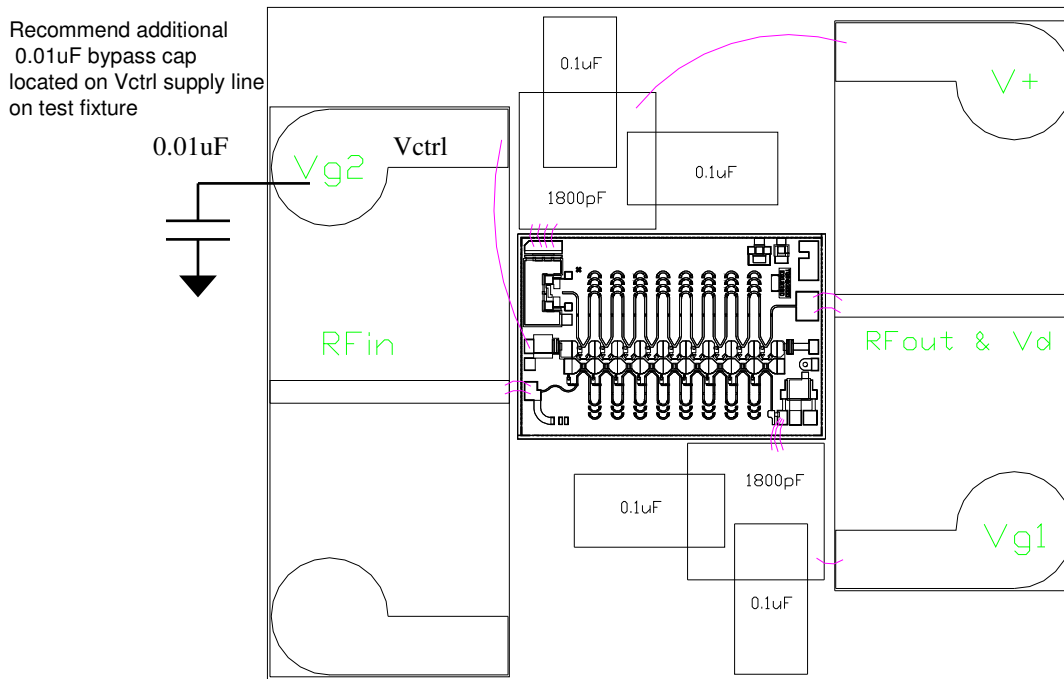 Recommend additional
0.01uF bypass cap
located on Vctrl supply line
on test fixture
0.01uF
Vg2
Vctrl
0.1uF
0.1uF
1800pF
V+
RFin
RFout & Vd
1800pF
0.1uF
0.1uF
Vg1